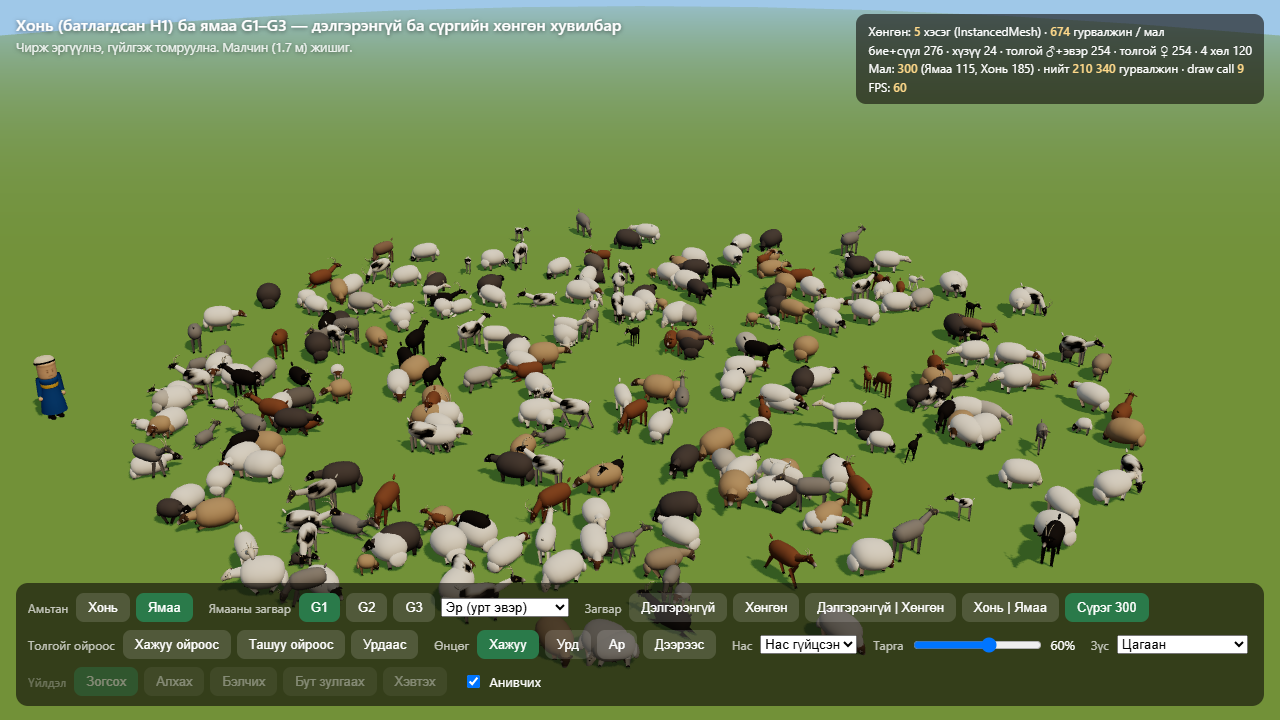 Хонь (батлагдсан H1) ба ямаа G1–G3 — дэлгэрэнгүй ба сүргийн хөнгөн хувилбар
Чирж эргүүлнэ, гүйлгэж томруулна. Малчин (1.7 м) жишиг.
Хөнгөн: 5 хэсэг (InstancedMesh) · 674 гурвалжин / мал
бие+сүүл 276 · хүзүү 24 · толгой ♂+эвэр 254 · толгой ♀ 254 · 4 хөл 120
Мал: 300 (Ямаа 115, Хонь 185) · нийт 210 340 гурвалжин · draw call 9
FPS: 60
Амьтан Хонь Ямаа Ямааны загвар G1 G2 G3 Эр (урт эвэр) Загвар Дэлгэрэнгүй Хөнгөн Дэлгэрэнгүй | Хөнгөн Хонь | Ямаа Сүрэг 300
Толгойг ойроос Хажуу ойроос Ташуу ойроос Урдаас Өнцөг Хажуу Урд Ар Дээрээс Нас Нас гүйцсэн Тарга 60% Зүс Цагаан
Үйлдэл Зогсох Алхах Бэлчих Бут зулгаах Хэвтэх Анивчих